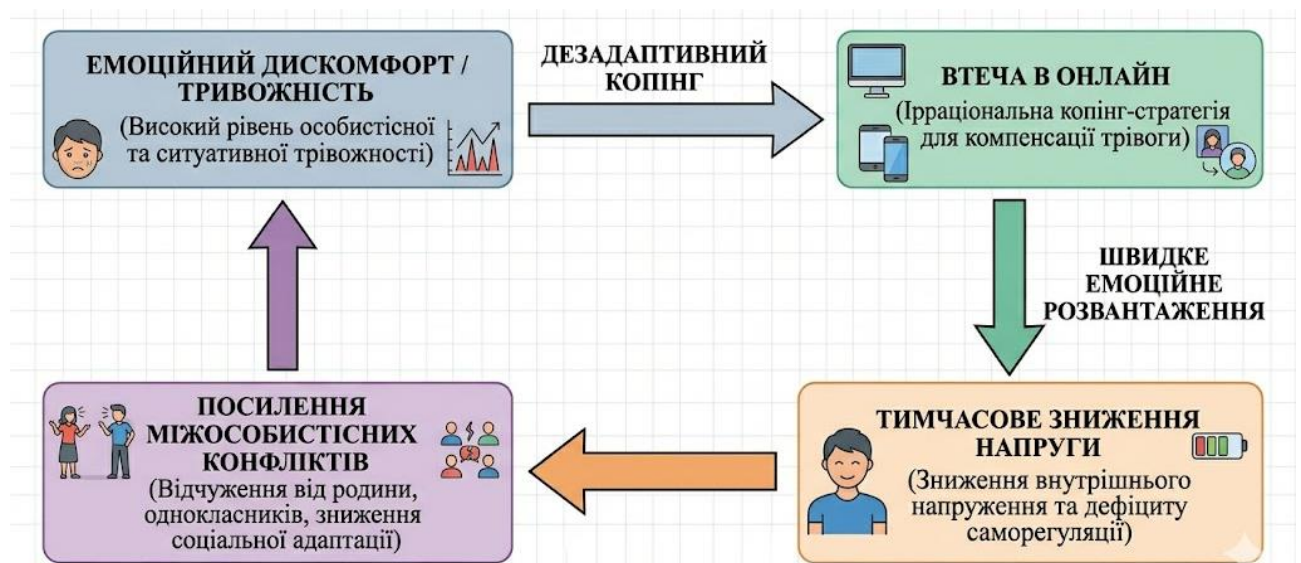 ЕМОЦІЙНИЙ ДИСКОМФОРТ /
ТРИВОЖНІСТЬ
(Високий рівень особистісної
та ситуативної трівожності)
ДЕЗАДАПТИВНИЙ
КОПІНГ
ВТЕЧА В ОНЛАЙН
(Ірраціональна копінг-стратегія
для компенсації трівоги)
ШВИДКЕ
ЕМОЦІЙНЕ
РОЗВАНТАЖЕННЯ
ТИМЧАСОВЕ ЗНИЖЕННЯ
НАПРУГИ
(Зниження внутрішнього
напруження та дефіциту
саморегуляції)
ПОСИЛЕННЯ
МІЖОСОБИСТІСНИХ
КОНФЛІКТІВ
(Відчуження від родини,
однокласників, зниження
соціальної адаптації)